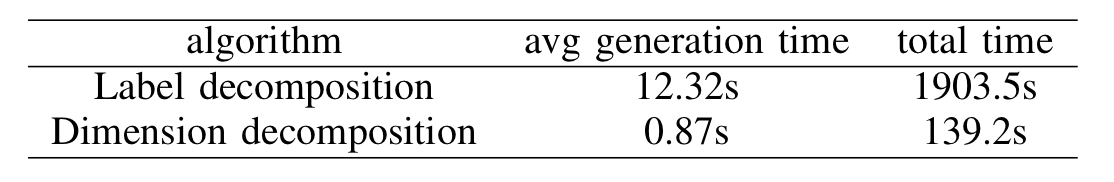 algorithm avg generation time total time
Label decomposition 12.32s 1903.5s
Dimension decomposition 0.87s 139.2s